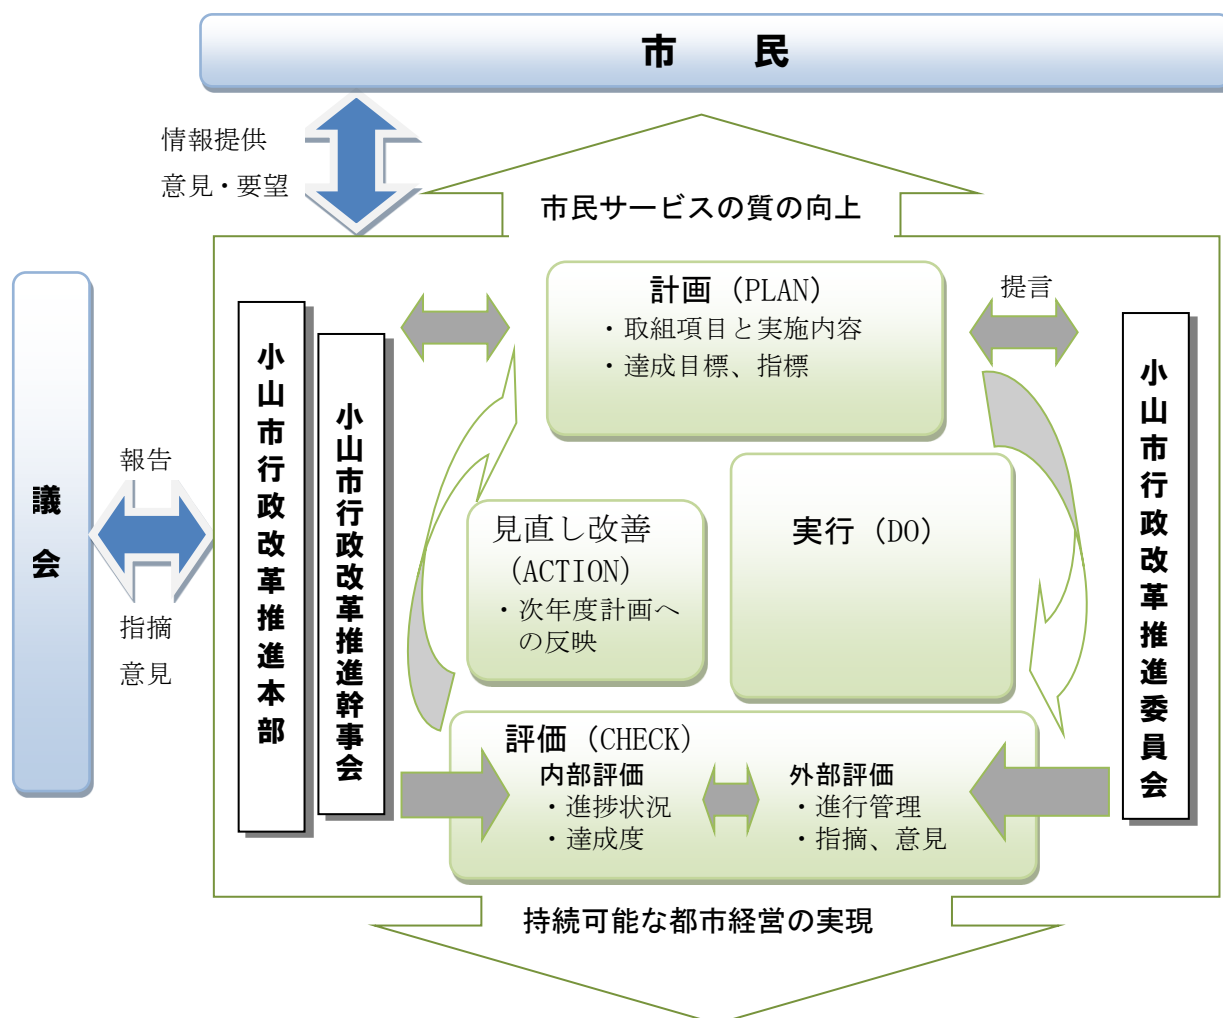 市　民
情報提供
意見・要望
市民サービスの質の向上
計画（PLAN）
・取組項目と実施内容
・達成目標、指標
提言
小山市行政改革推進本部
小山市行政改革推進幹事会
小山市行政改革推進委員会
議会
報告
指摘
意見
見直し改善
（ACTION）
・次年度計画へ
の反映
実行（DO）
評価（CHECK）
内部評価
・進捗状況
・達成度
外部評価
・進行管理
・指摘、意見
持続可能な都市経営の実現